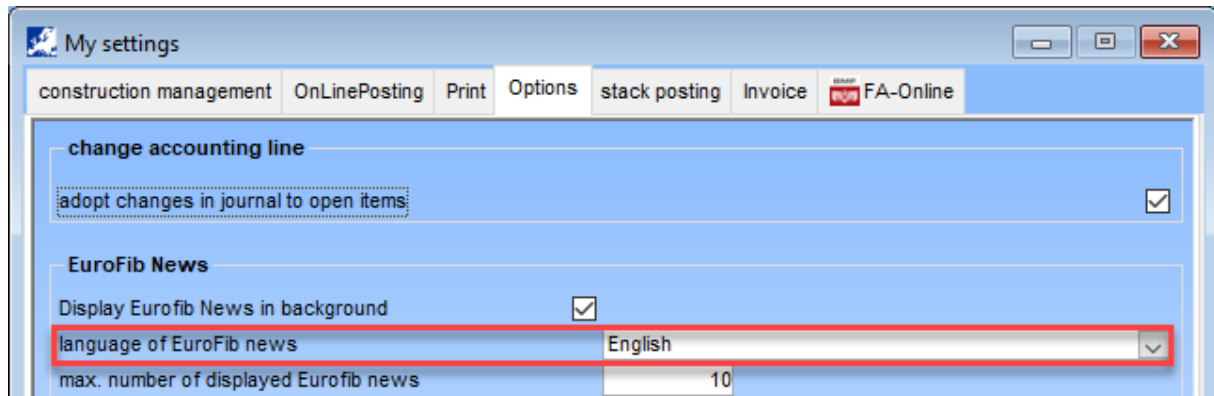 My settings
construction management OnLinePosting Print Options stack posting Invoice FA-Online
change accounting line
adopt changes in journal to open items
EuroFib News
Display Eurofib News in background
language of EuroFib news English
max. number of displayed Eurofib news 10